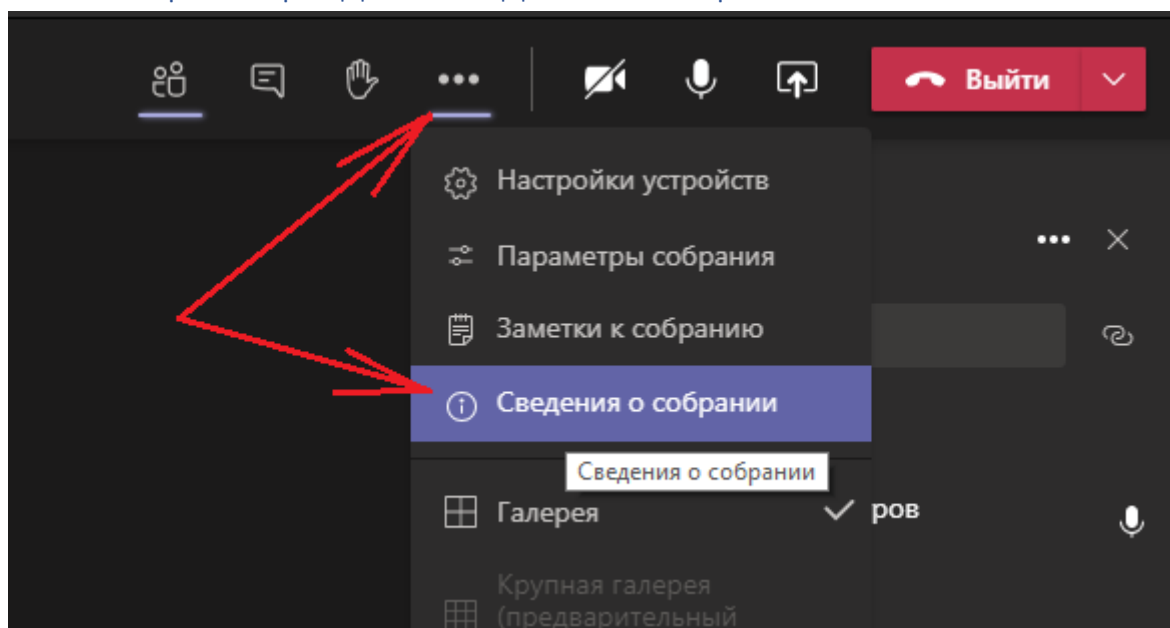 Выйти
Настройки устройств
Параметры собрания
Заметки к собранию
Сведения о собрании
Сведения о собрании
Галерея
ров
Крупная галерея
(предварительный